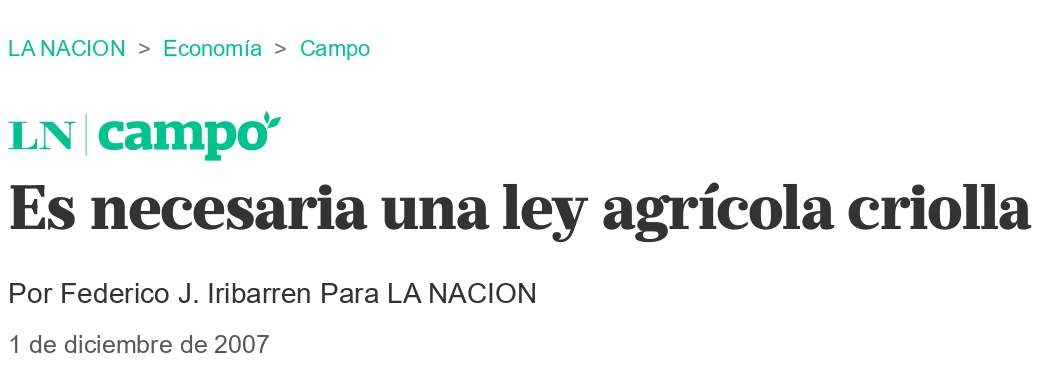 LA NACION > Economía > Campo
LN campo
Es necesaria una ley agrícola criolla
Por Federico J. Iribarren Para LA NACION
1 de diciembre de 2007